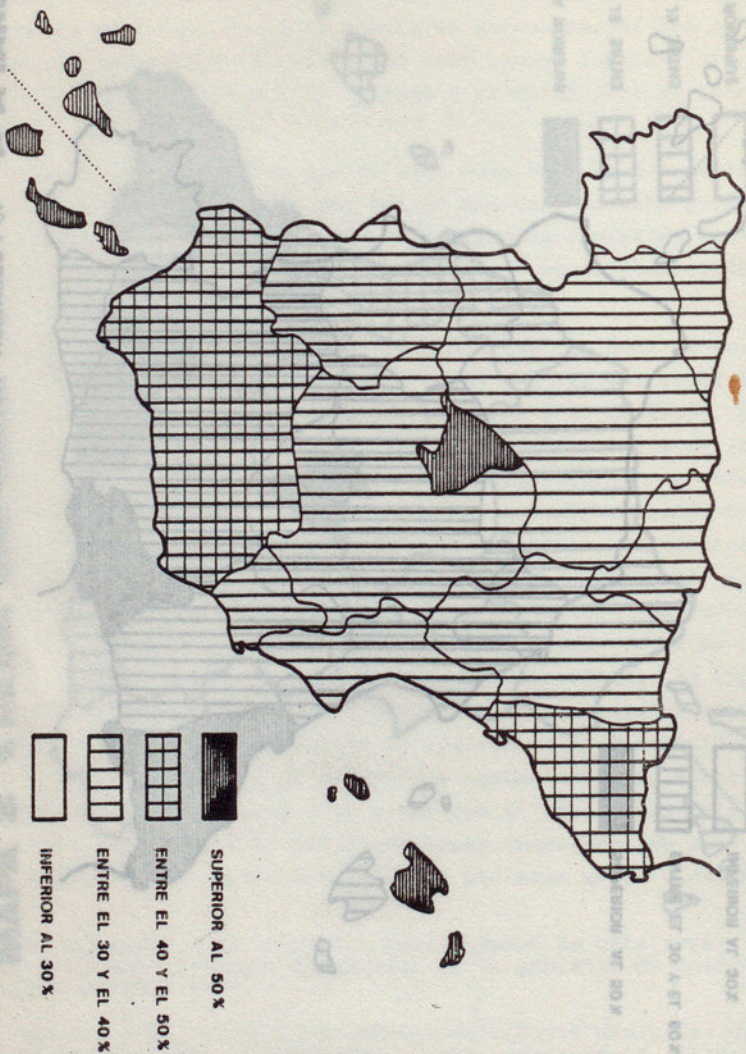 SUPERIOR AL 50%
ENTRE EL 40 Y EL 50%
ENTRE EL 30 Y EL 40%
INFERIOR AL 30%